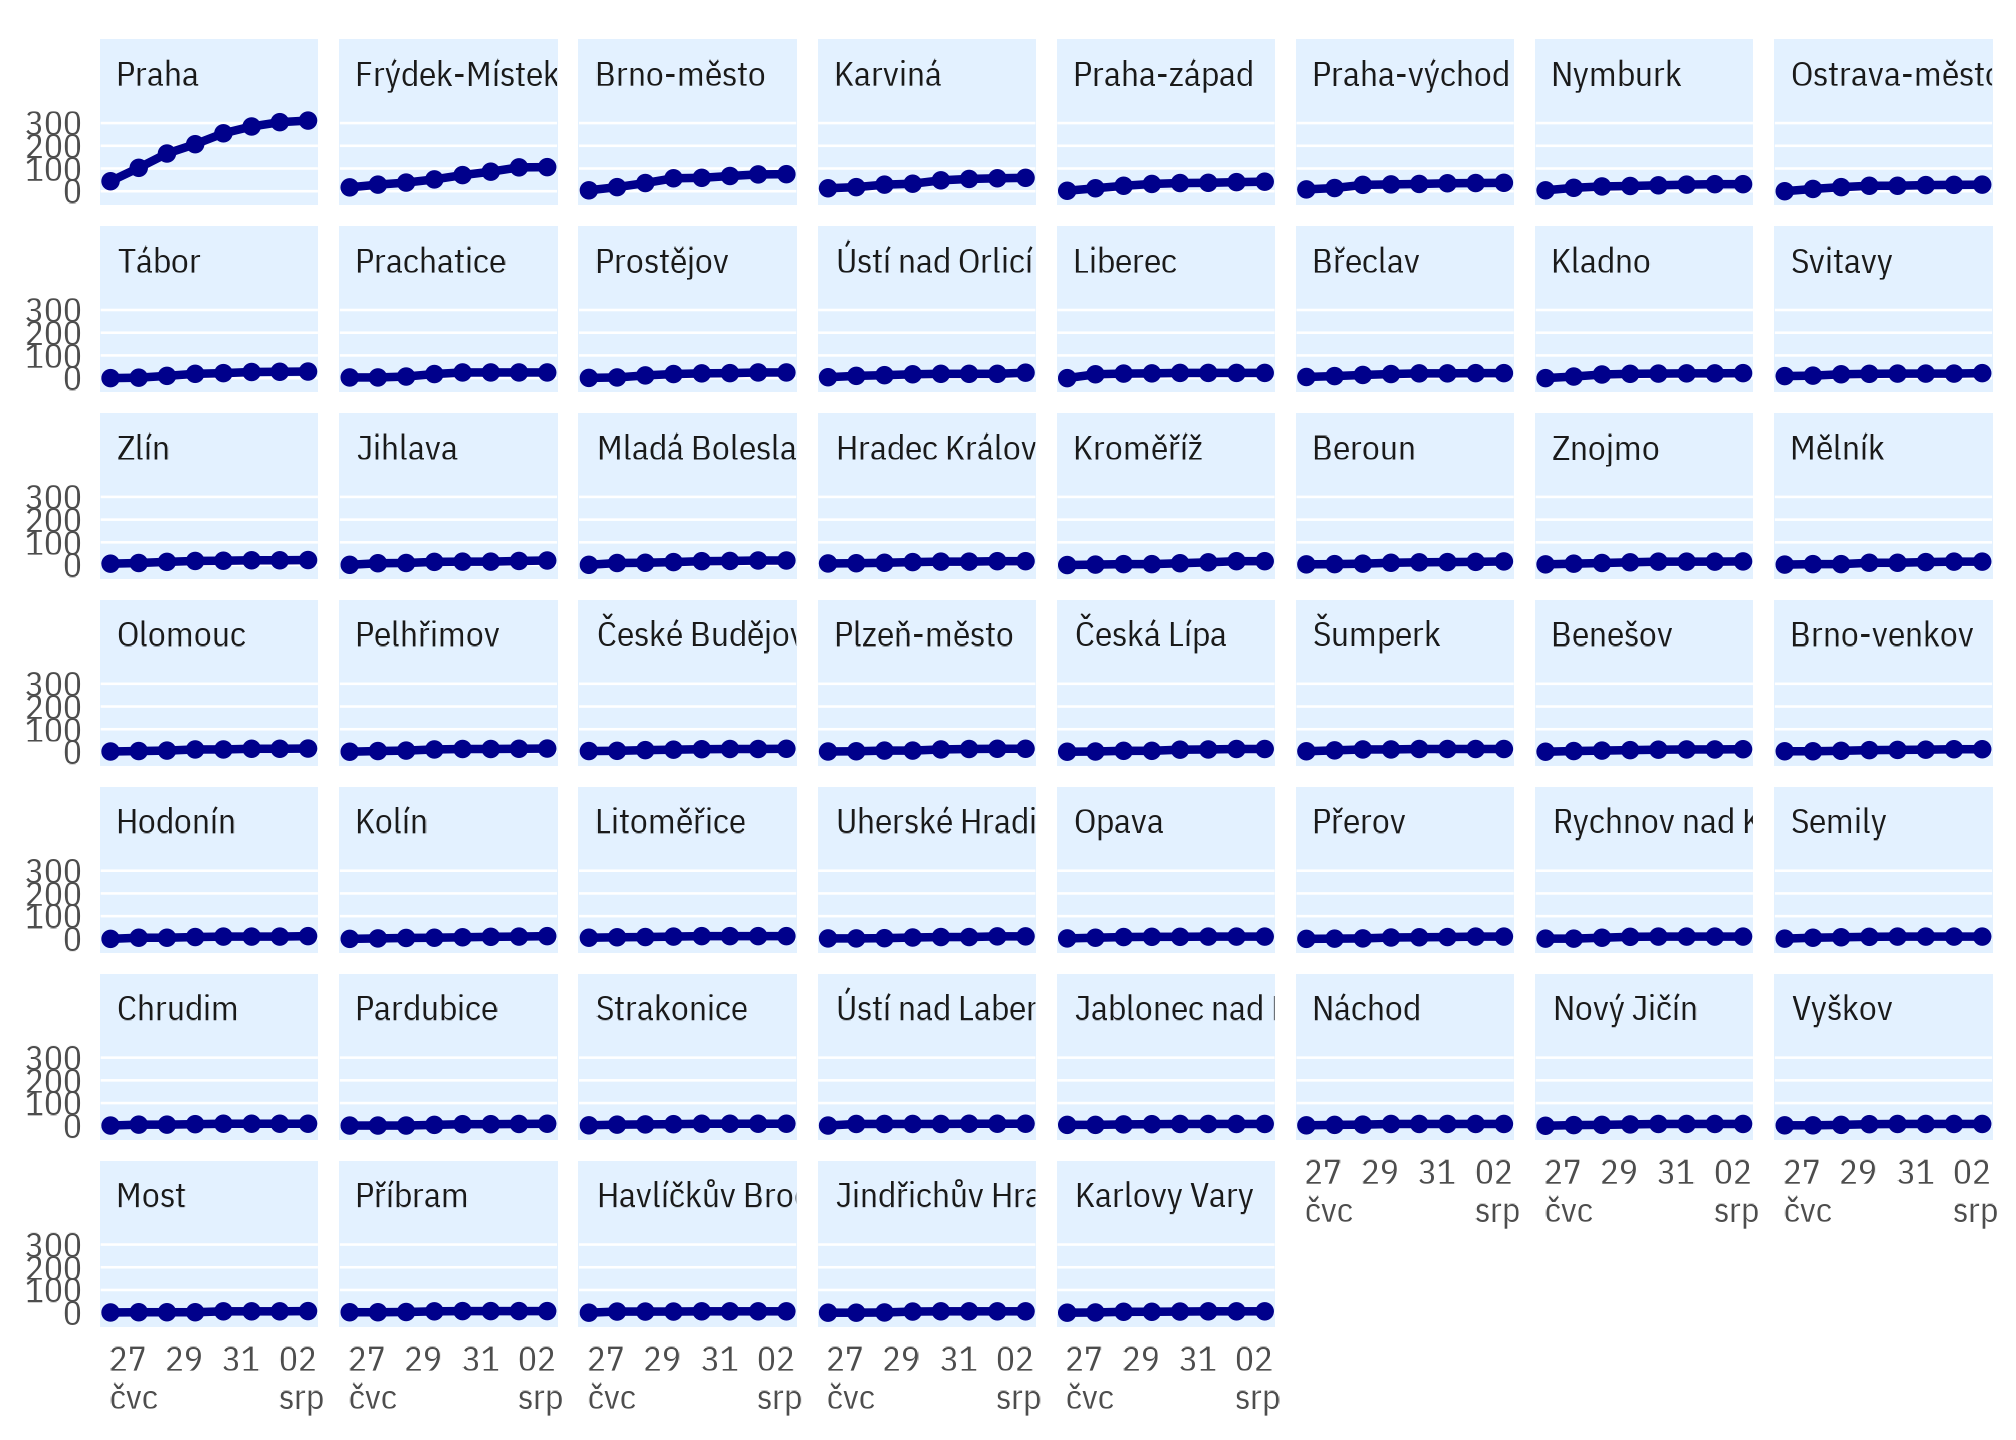 Praha Frýdek-Místek Brno-město Karviná Praha-západ Praha-východ Nymburk Ostrava-město
300
200
100
0
Tábor Prachatice Prostějov Ústí nad Orlicí Liberec Břeclav Kladno Svitavy
300
200
100
0
Zlín Jihlava Mladá Bolesla Hradec Králov Kroměříž Beroun Znojmo Mělník
300
200
100
0
Olomouc Pelhřimov České Budějov Plzeň-město Česká Lípa Šumperk Benešov Brno-venkov
300
200
100
0
Hodonín Kolín Litoměřice Uherské Hradi Opava Přerov Rychnov nad K Semily
300
200
100
0
Chrudim Pardubice Strakonice Ústí nad Laber Jablonec nad Náchod Nový Jičín Vyškov
300
200
100
0
27 29 31 02 27 29 31 02 27 29 31 02
čvc srp čvc srp čvc srp
Most Příbram Havlíčkův Bro Jindřichův Hra Karlovy Vary
300
200
100
0
27 29 31 02 27 29 31 02 27 29 31 02 27 29 31 02 27 29 31 02
čvc srp čvc srp čvc srp čvc srp čvc srp